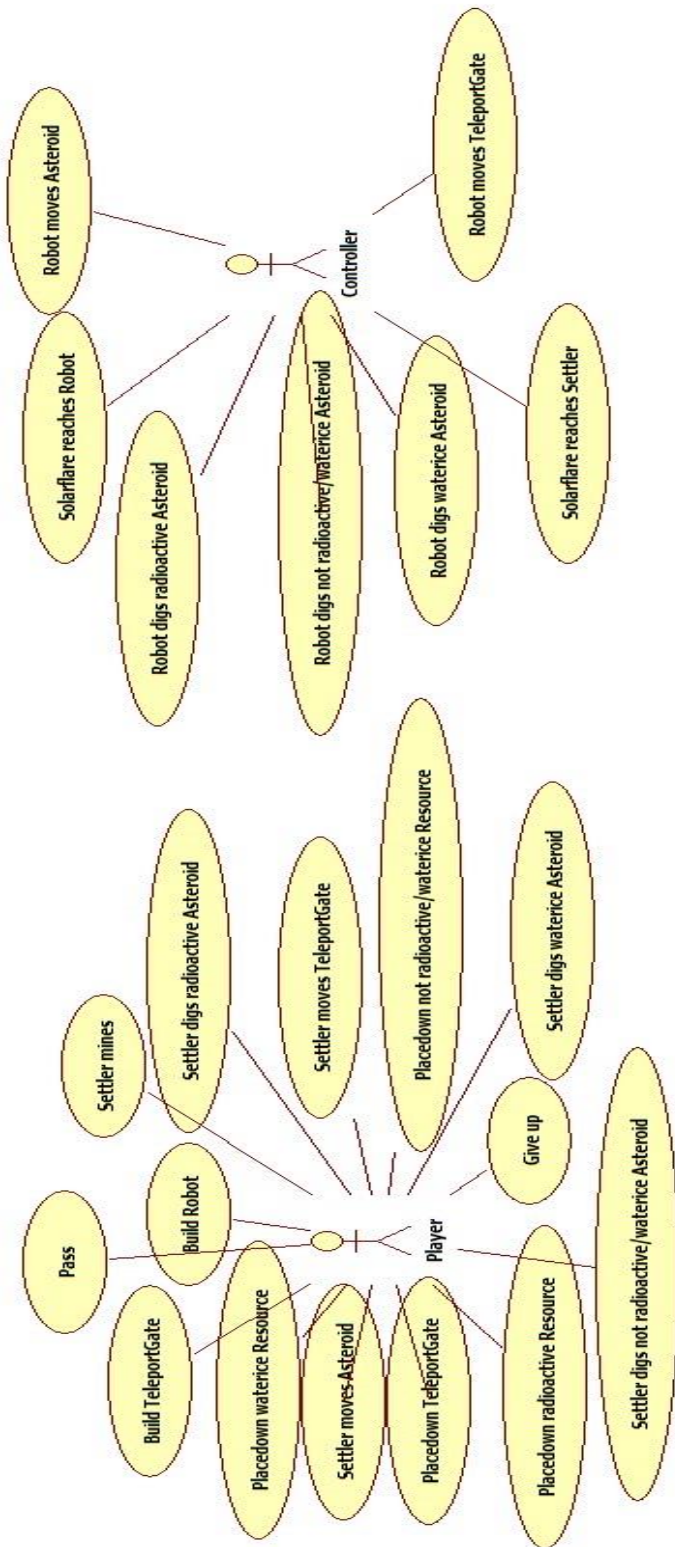 Pass
Settler mines
Robot moves Asteroid
Build TeleportGate
Build Robot
Settler digs radioactive Asteroid
Solarflare reaches Robot
Placedown waterice Resource
Settler moves TeleportGate
Robot digs radioactive Asteroid
Settler moves Asteroid
Player
Placedown not radioactive/waterice Resource
Robot digs not radioactive/waterice Asteroid
Controller
Placedown TeleportGate
Robot digs waterice Asteroid
Robot moves TeleportGate
Placedown radioactive Resource
Give up
Settler digs waterice Asteroid
Solarflare reaches Settler
Settler digs not radioactive/waterice Asteroid